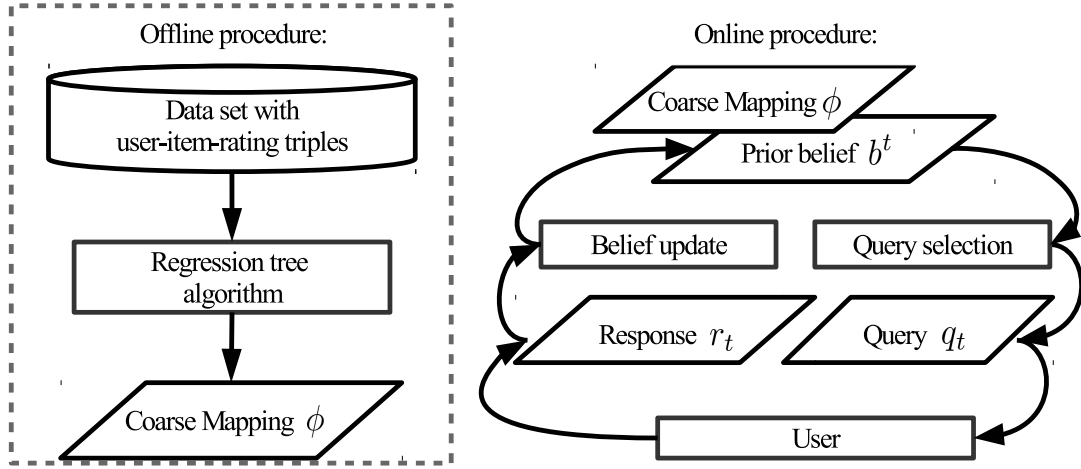 Offline procedure:
Data set with
user-item-rating triples
Regression tree
algorithm
Coarse Mapping ϕ
Online procedure:
Coarse Mapping ϕ
Prior belief b^t
Belief update
Query selection
Response r_t
Query q_t
User